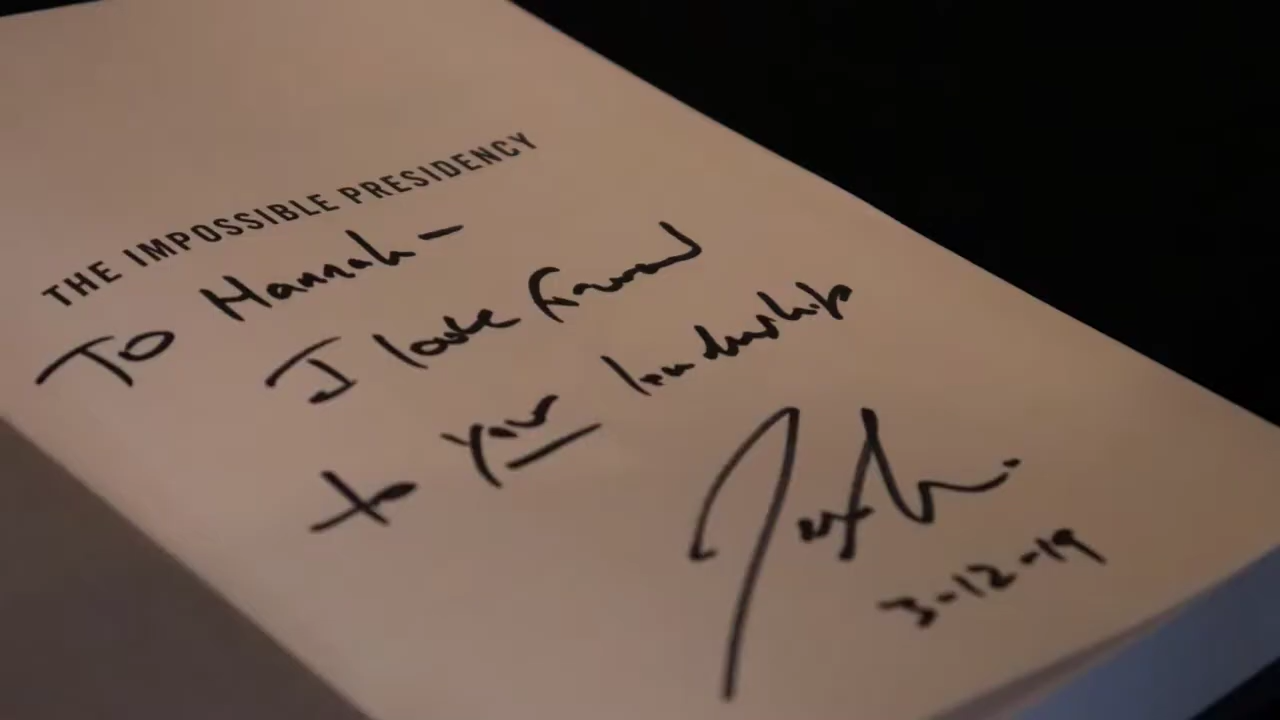 THE IMPOSSIBLE PRESIDENCY
To Hannah -
I look forward
to your leadership
3-12-19